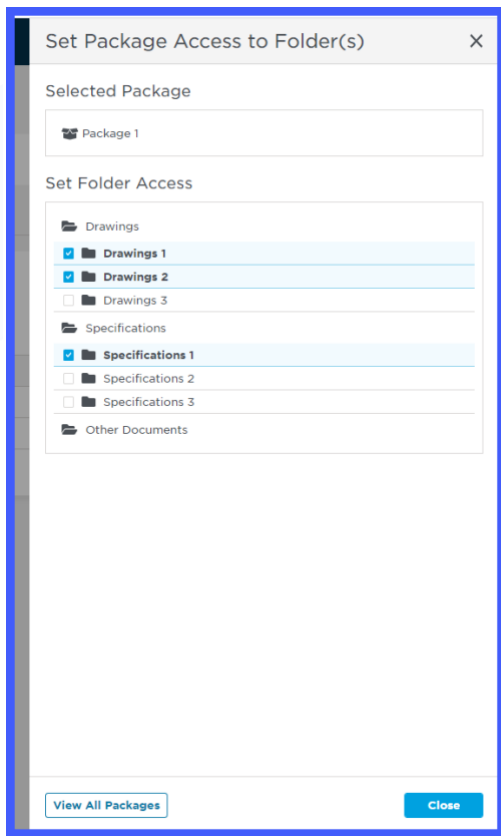 Set Package Access to Folder(s)
Selected Package
Package 1
Set Folder Access
Drawings
Drawings 1
Drawings 2
Drawings 3
Specifications
Specifications 1
Specifications 2
Specifications 3
Other Documents
View All Packages
Close